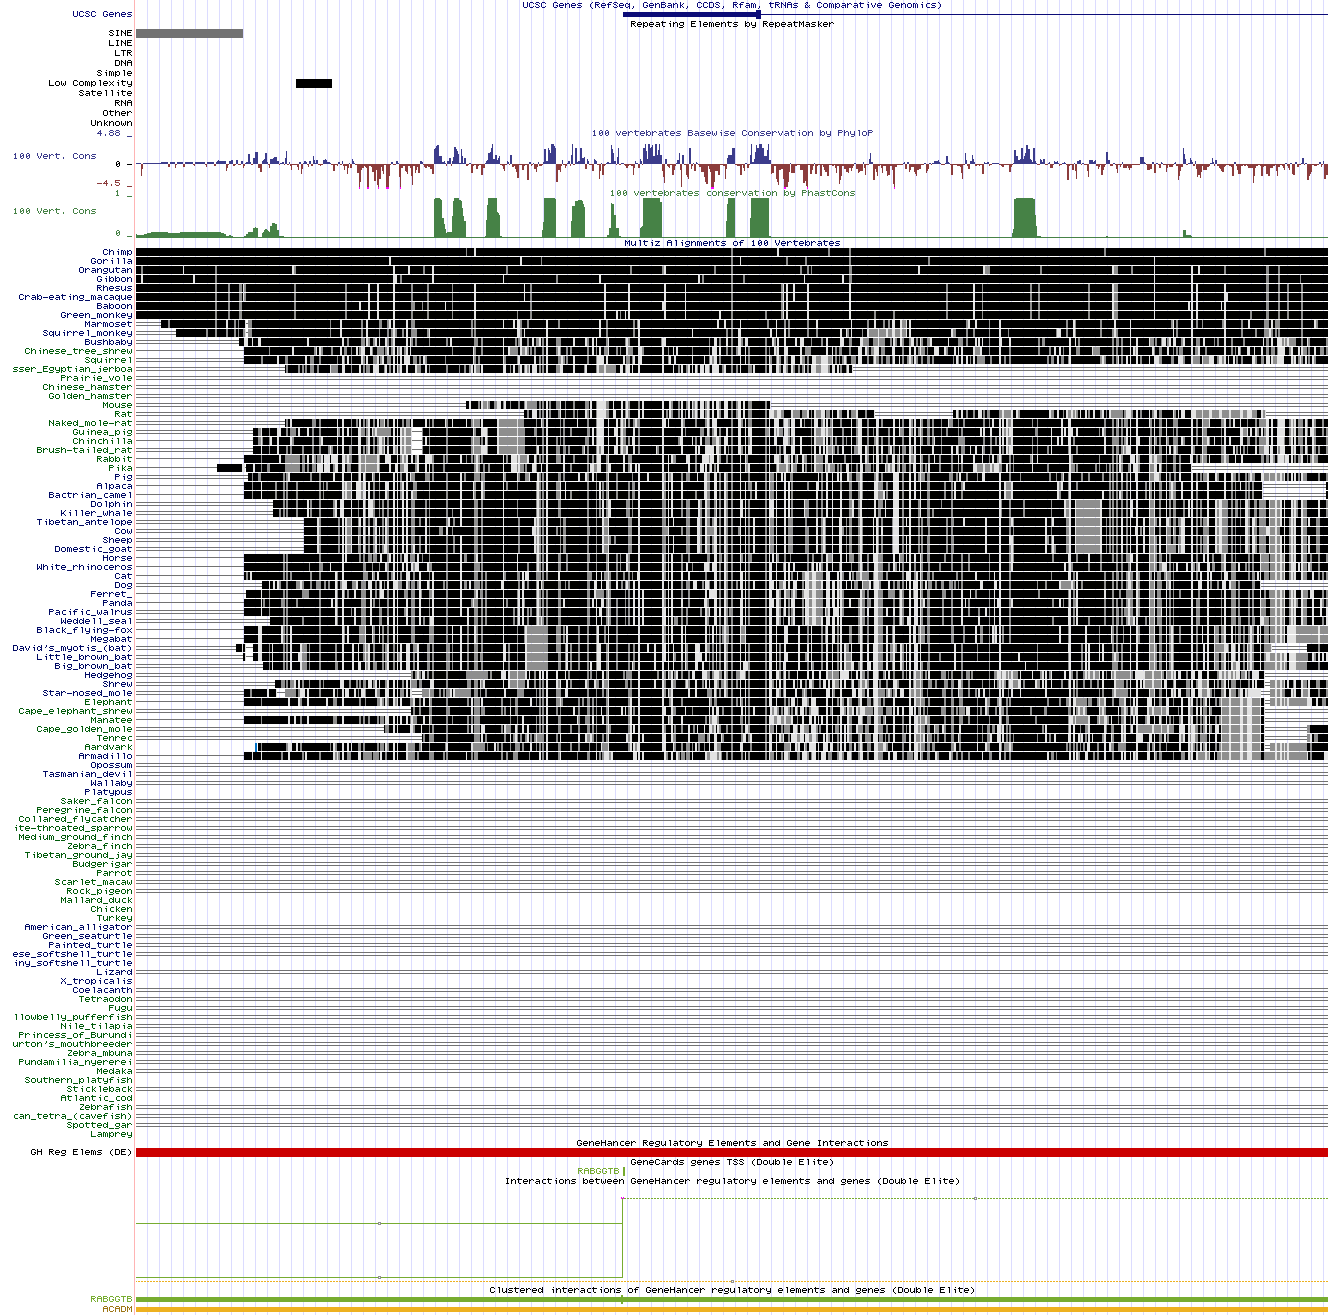 UCSC Genes (RefSeq, GenBank, CCDS, Rfam, tRNAs & Comparative Genomics)
UCSC Genes
Repeating Elements by RepeatMasker
SINE
LINE
LTR
DNA
Simple
Low Complexity
Satellite
RNA
Other
Unknown
4.88 _
100 vertebrates Basewise Conservation by PhyloP
100 Vert. Cons
0 _
-4.5 _
100 vertebrates conservation by PhastCons
1 _
100 Vert. Cons
0 _
Multiz Alignments of 100 Vertebrates
Chimp
Gorilla
Orangutan
Gibbon
Rhesus
Crab-eating_macaque
Baboon
Green_monkey
Marmoset
Squirrel_monkey
Bushbaby
Chinese_tree_shrew
Squirrel
sser_Egyptian_jerboa
Prairie_vole
Chinese_hamster
Golden_hamster
Mouse
Rat
Naked_mole-rat
Guinea_pig
Chinchilla
Brush-tailed_rat
Rabbit
Pika
Pig
Alpaca
Bactrian_camel
Dolphin
Killer_whale
Tibetan_antelope
Cow
Sheep
Domestic_goat
Horse
White_rhinoceros
Cat
Dog
Ferret_
Panda
Pacific_walrus
Weddell_seal
Black_flying-fox
Megabat
David's_myotis_(bat)
Little_brown_bat
Big_brown_bat
Hedgehog
Shrew
Star-nosed_mole
Elephant
Cape_elephant_shrew
Manatee
Cape_golden_mole
Tenrec
Aardvark
Armadillo
Opossum
Tasmanian_devil
Wallaby
Platypus
Saker_falcon
Peregrine_falcon
Collared_flycatcher
ite-throated_sparrow
Medium_ground_finch
Zebra_finch
Tibetan_ground_jay
Budgerigar
Parrot
Scarlet_macaw
Rock_pigeon
Mallard_duck
Chicken
Turkey
American_alligator
Green_seaturtle
Painted_turtle
ese_softshell_turtle
iny_softshell_turtle
Lizard
X_tropicalis
Coelacanth
Tetraodon
Fugu
llowbelly_pufferfish
Nile_tilapia
Princess_of_Burundi
urton's_mouthbreeder
Zebra_mbuna
Pundamilia_nyererei
Medaka
Southern_platyfish
Stickleback
Atlantic_cod
Zebrafish
can_tetra_(cavefish)
Spotted_gar
Lamprey
GeneHancer Regulatory Elements and Gene Interactions
GH Reg Elems (DE)
GeneCards genes TSS (Double Elite)
RABGGTB
Interactions between GeneHancer regulatory elements and genes (Double Elite)
Clustered interactions of GeneHancer regulatory elements and genes (Double Elite)
RABGGTB
ACADM